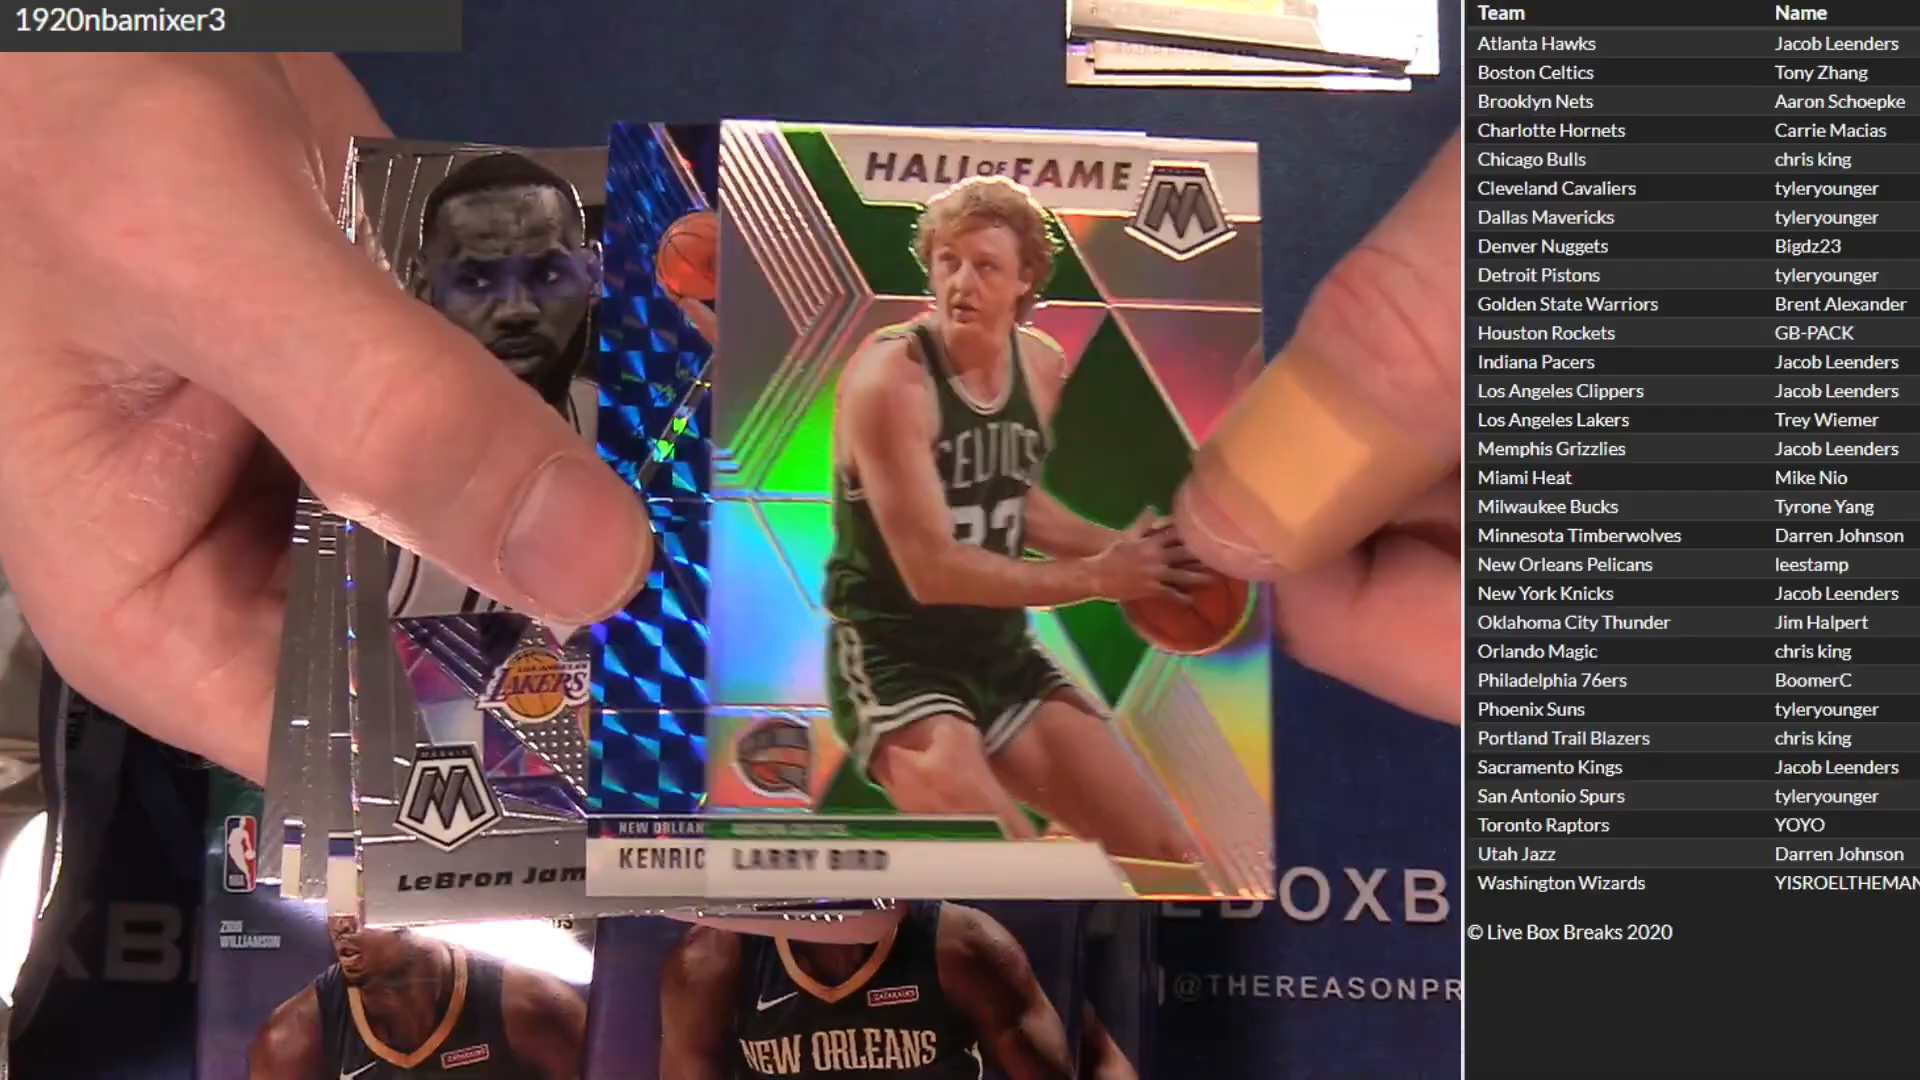 1920nbamixer3
HALL OF FAME
M
CELTICS
33
LAKERS
M
LeBron Jam
NEW ORLEAN
KENRIC
LARRY BIRD
ZION
WILLIAMSON
NEW ORLEANS
OXB
@THEREASONPR
Team Name
Atlanta Hawks Jacob Leenders
Boston Celtics Tony Zhang
Brooklyn Nets Aaron Schoepke
Charlotte Hornets Carrie Macias
Chicago Bulls chris king
Cleveland Cavaliers tyleryounger
Dallas Mavericks tyleryounger
Denver Nuggets Bigdz23
Detroit Pistons tyleryounger
Golden State Warriors Brent Alexander
Houston Rockets GB-PACK
Indiana Pacers Jacob Leenders
Los Angeles Clippers Jacob Leenders
Los Angeles Lakers Trey Wiemer
Memphis Grizzlies Jacob Leenders
Miami Heat Mike Nio
Milwaukee Bucks Tyrone Yang
Minnesota Timberwolves Darren Johnson
New Orleans Pelicans leestamp
New York Knicks Jacob Leenders
Oklahoma City Thunder Jim Halpert
Orlando Magic chris king
Philadelphia 76ers BoomerC
Phoenix Suns tyleryounger
Portland Trail Blazers chris king
Sacramento Kings Jacob Leenders
San Antonio Spurs tyleryounger
Toronto Raptors YOYO
Utah Jazz Darren Johnson
Washington Wizards YISROELTHEMAN
© Live Box Breaks 2020